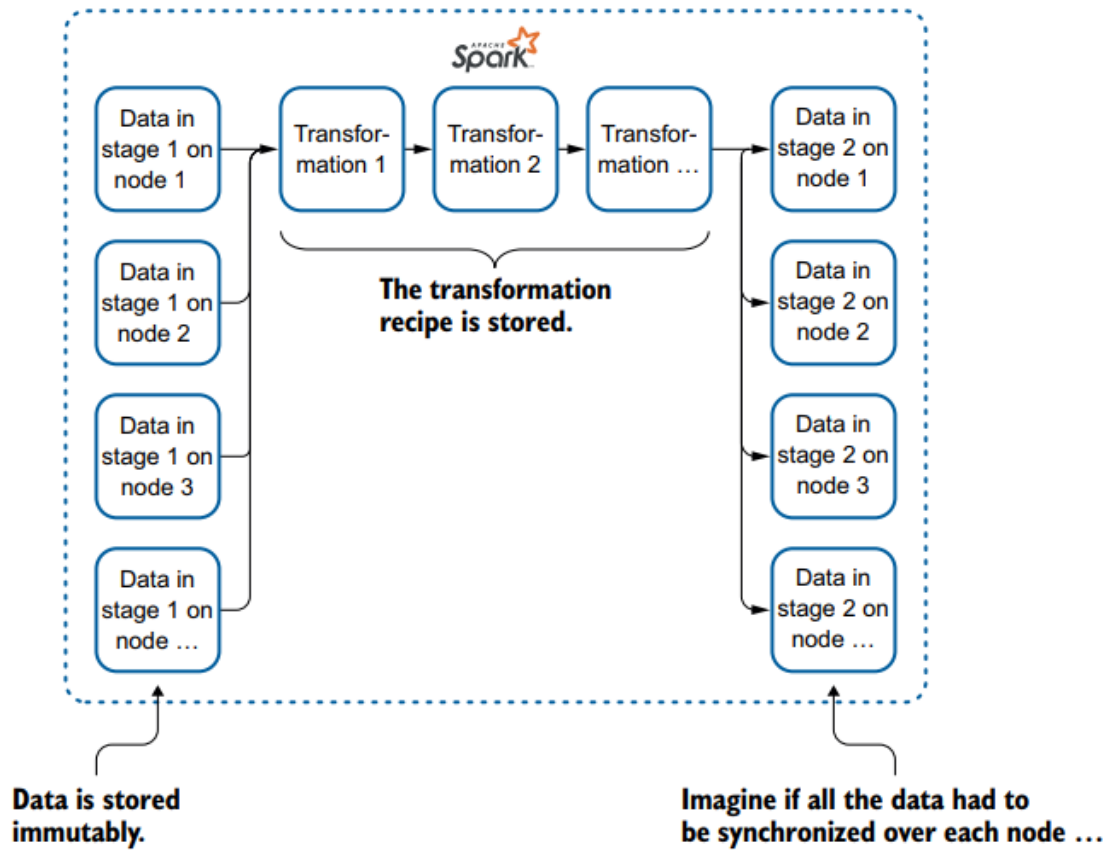 APACHE
Spark
Data in
stage 1 on
node 1
Transfor-
mation 1
Transfor-
mation 2
Transfor-
mation …
Data in
stage 2 on
node 1
Data in
stage 1 on
node 2
The transformation
recipe is stored.
Data in
stage 2 on
node 2
Data in
stage 1 on
node 3
Data in
stage 2 on
node 3
Data in
stage 1 on
node …
Data in
stage 2 on
node …
Data is stored
immutably.
Imagine if all the data had to
be synchronized over each node …